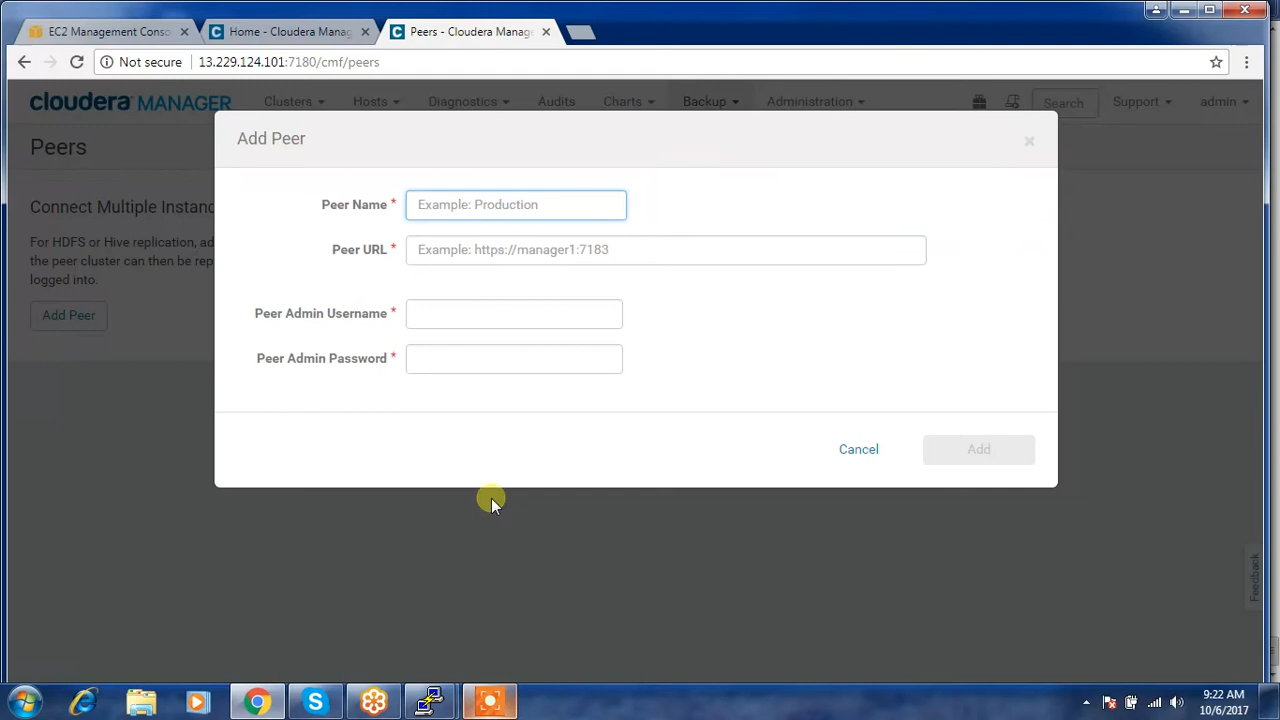 EC2 Management Conso
Home - Cloudera Manag
Peers - Cloudera Manage
Not secure
13.229.124.101:7180/cmf/peers
cloudera MANAGER
Clusters
Hosts
Diagnostics
Audits
Charts
Backup
Administration
Search
Support
admin
Peers
Add Peer
Connect Multiple Instanc
For HDFS or Hive replication, ad
the peer cluster can then be rep
logged into.
Add Peer
Peer Name *
Example: Production
Peer URL *
Example: https://manager1:7183
Peer Admin Username *
Peer Admin Password *
Cancel
Add
Feedback
9:22 AM
10/6/2017